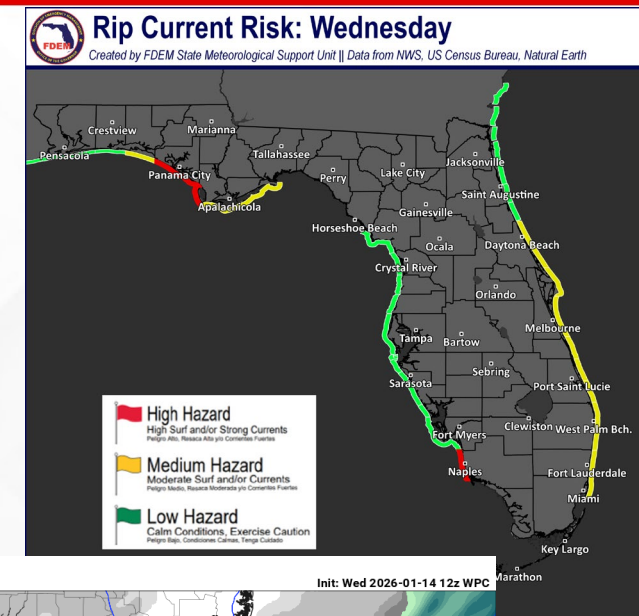 Rip Current Risk: Wednesday
FDEM
Created by FDEM State Meteorological Support Unit || Data from NWS, US Census Bureau, Natural Earth
Crestview
Marianna
Pensacola
Tallahassee
Jacksonville
Panama City
Perry
Lake City
Saint Augustine
Apalachicola
Gainesville
Horseshoe Beach
Ocala
Daytona Beach
Crystal River
Orlando
Melbourne
Tampa
Bartow
Sebring
Sarasota
Port Saint Lucie
Clewiston
West Palm Bch.
Fort Myers
Naples
Fort Lauderdale
Miami
Key Largo
Marathon
High Hazard
High Surf and/or Strong Currents
Peligro Alto, Resaca Alta y/o Corrientes Fuertes
Medium Hazard
Moderate Surf and/or Currents
Peligro Medio, Resaca Moderada y/o Corrientes Fuertes
Low Hazard
Calm Conditions, Exercise Caution
Peligro Bajo, Condiciones Calmas, Tenga Cuidado
Init: Wed 2026-01-14 12z WPC